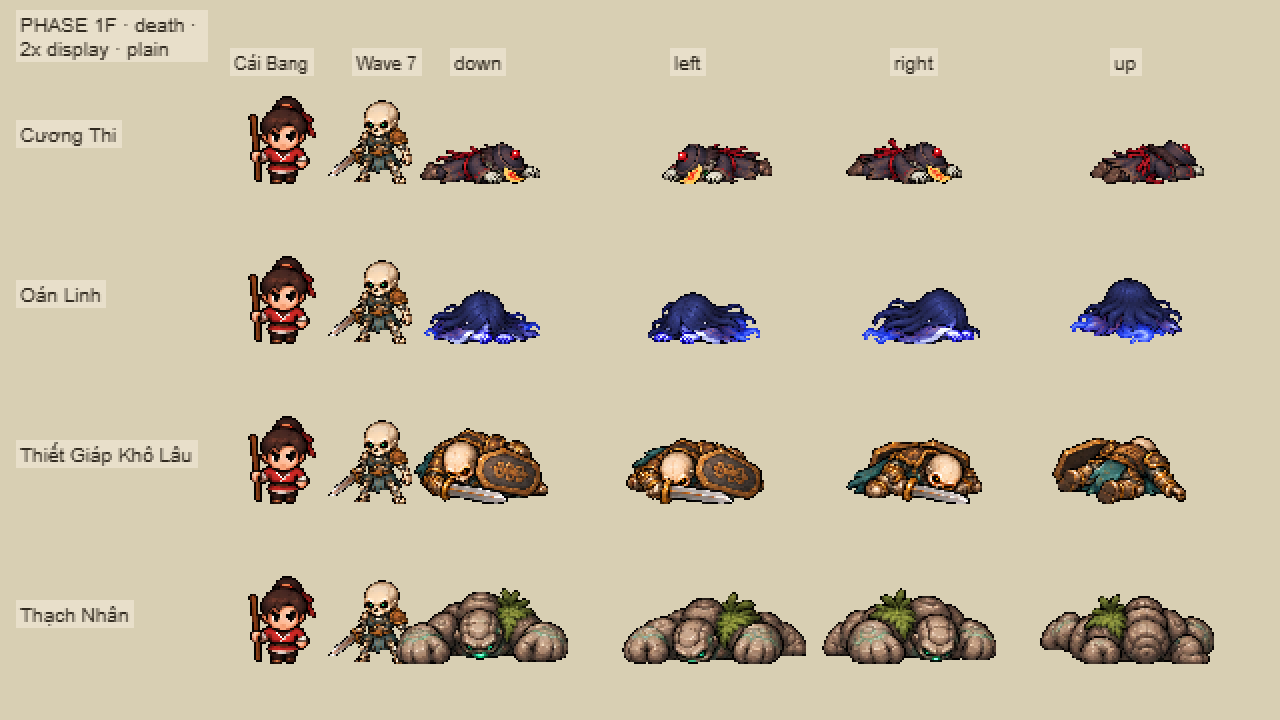 PHASE 1F · death ·
2x display · plain
Cái Bang
Wave 7
down
left
right
up
Cương Thi
Oán Linh
Thiết Giáp Khô Lâu
Thạch Nhân